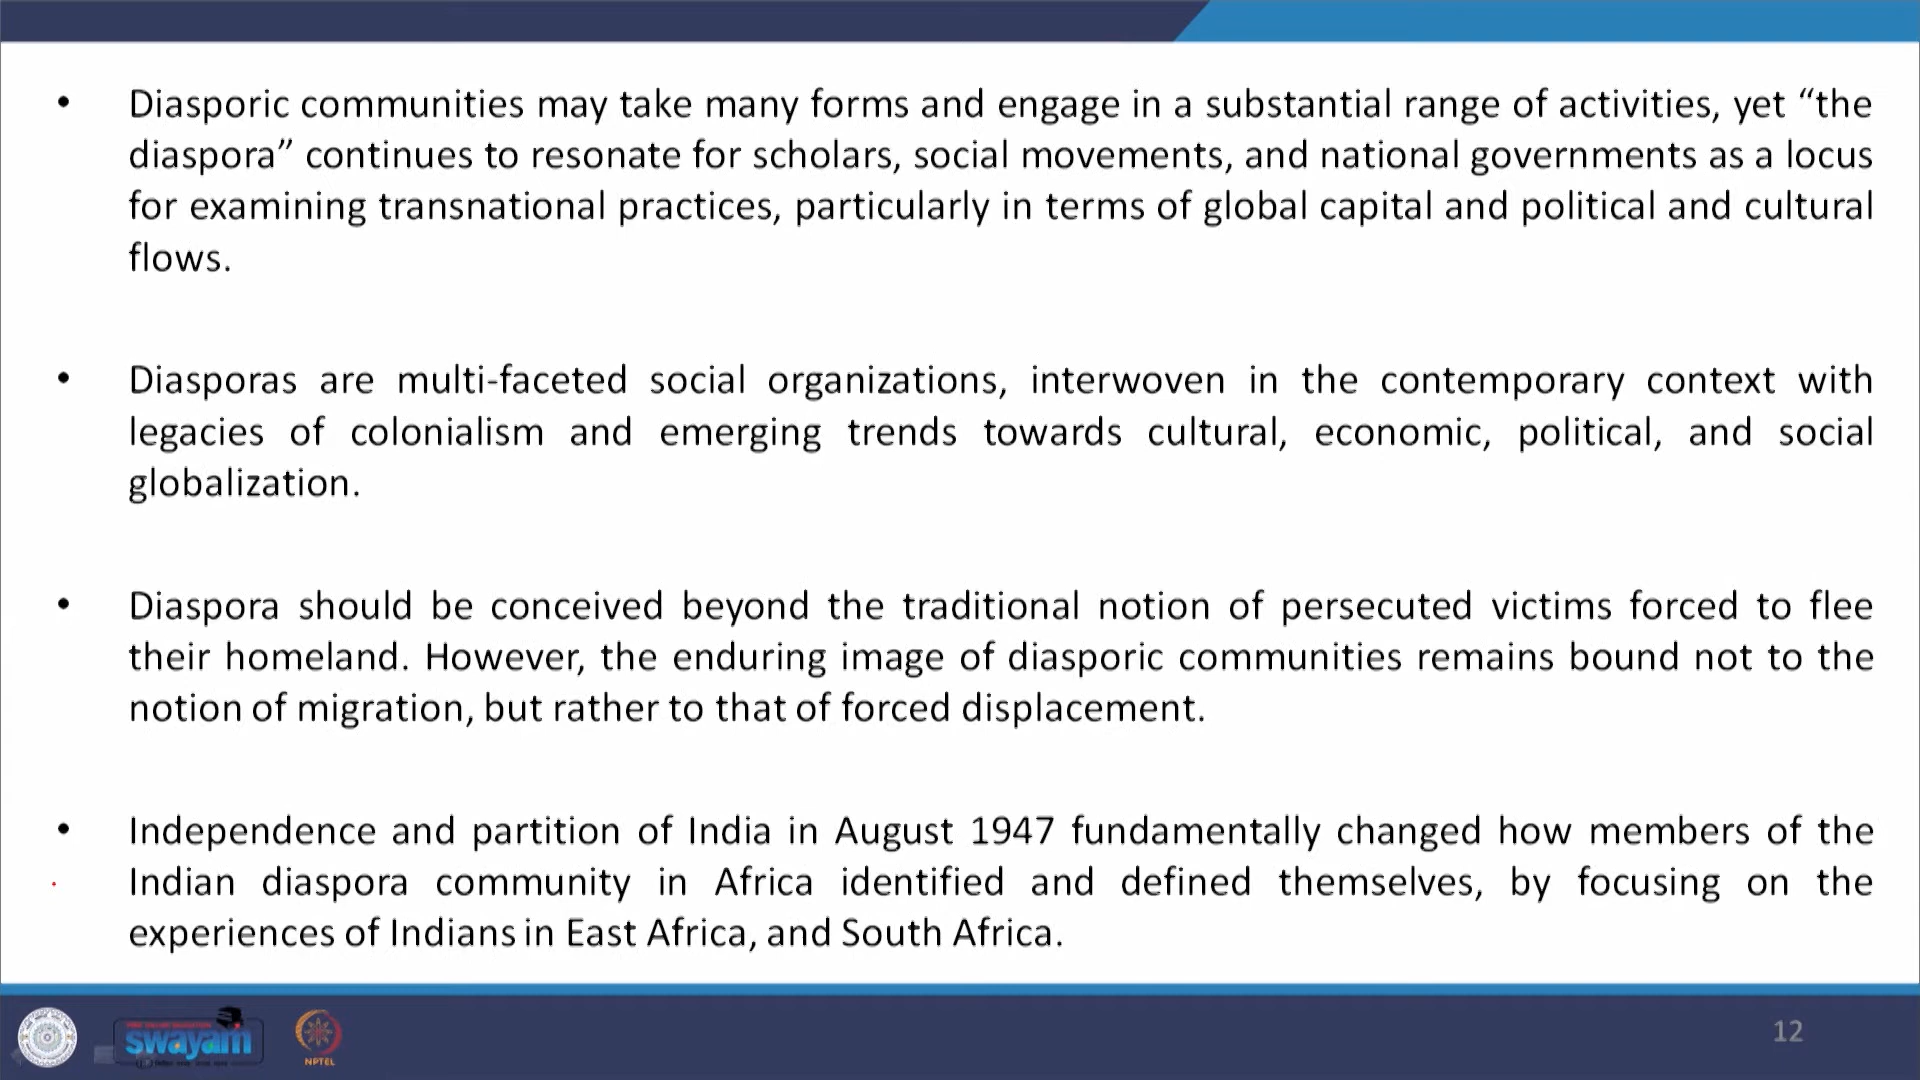 • Diasporic communities may take many forms and engage in a substantial range of activities, yet “the
diaspora” continues to resonate for scholars, social movements, and national governments as a locus
for examining transnational practices, particularly in terms of global capital and political and cultural
flows.
• Diasporas are multi-faceted social organizations, interwoven in the contemporary context with
legacies of colonialism and emerging trends towards cultural, economic, political, and social
globalization.
• Diaspora should be conceived beyond the traditional notion of persecuted victims forced to flee
their homeland. However, the enduring image of diasporic communities remains bound not to the
notion of migration, but rather to that of forced displacement.
• Independence and partition of India in August 1947 fundamentally changed how members of the
Indian diaspora community in Africa identified and defined themselves, by focusing on the
experiences of Indians in East Africa, and South Africa.
swayam
NPTEL
12